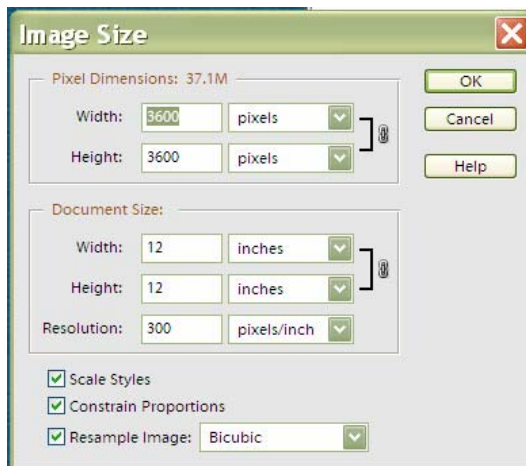 Image Size
Pixel Dimensions: 37.1M
Width: 3600 pixels
Height: 3600 pixels
Document Size:
Width: 12 inches
Height: 12 inches
Resolution: 300 pixels/inch
Scale Styles
Constrain Proportions
Resample Image: Bicubic
OK
Cancel
Help